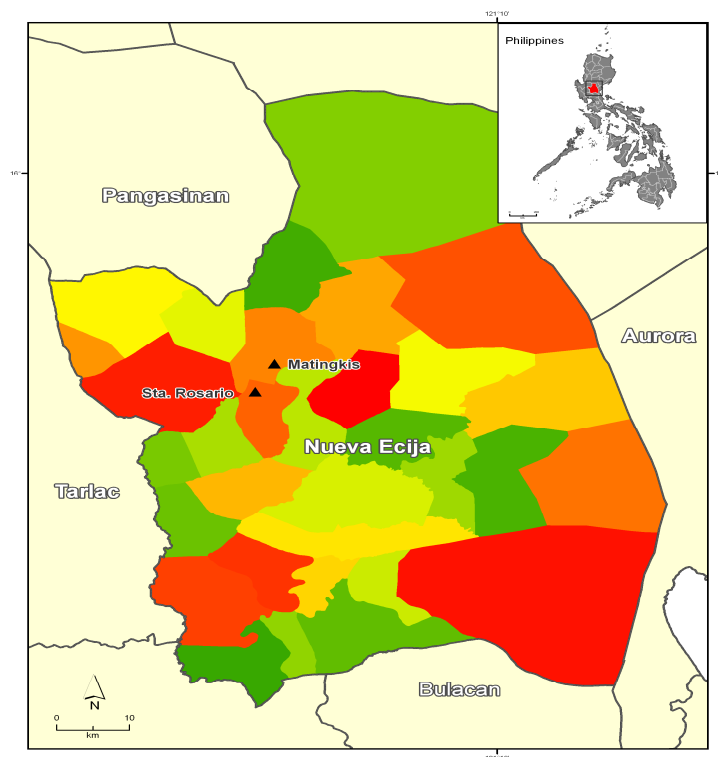 121°10'
Philippines
16°
Pangasinan
Aurora
Matingkis
Sta. Rosario
Nueva Ecija
Tarlac
Bulacan
N
0 10
km